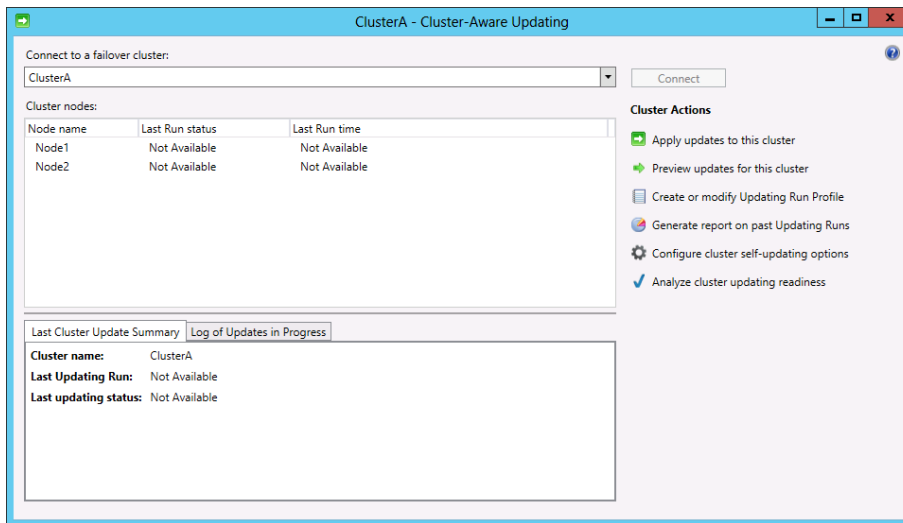 ClusterA - Cluster-Aware Updating
Connect to a failover cluster:
ClusterA
Connect
Cluster nodes:
Node name Last Run status Last Run time
Node1 Not Available Not Available
Node2 Not Available Not Available
Cluster Actions
Apply updates to this cluster
Preview updates for this cluster
Create or modify Updating Run Profile
Generate report on past Updating Runs
Configure cluster self-updating options
Analyze cluster updating readiness
Last Cluster Update Summary Log of Updates in Progress
Cluster name: ClusterA
Last Updating Run: Not Available
Last updating status: Not Available